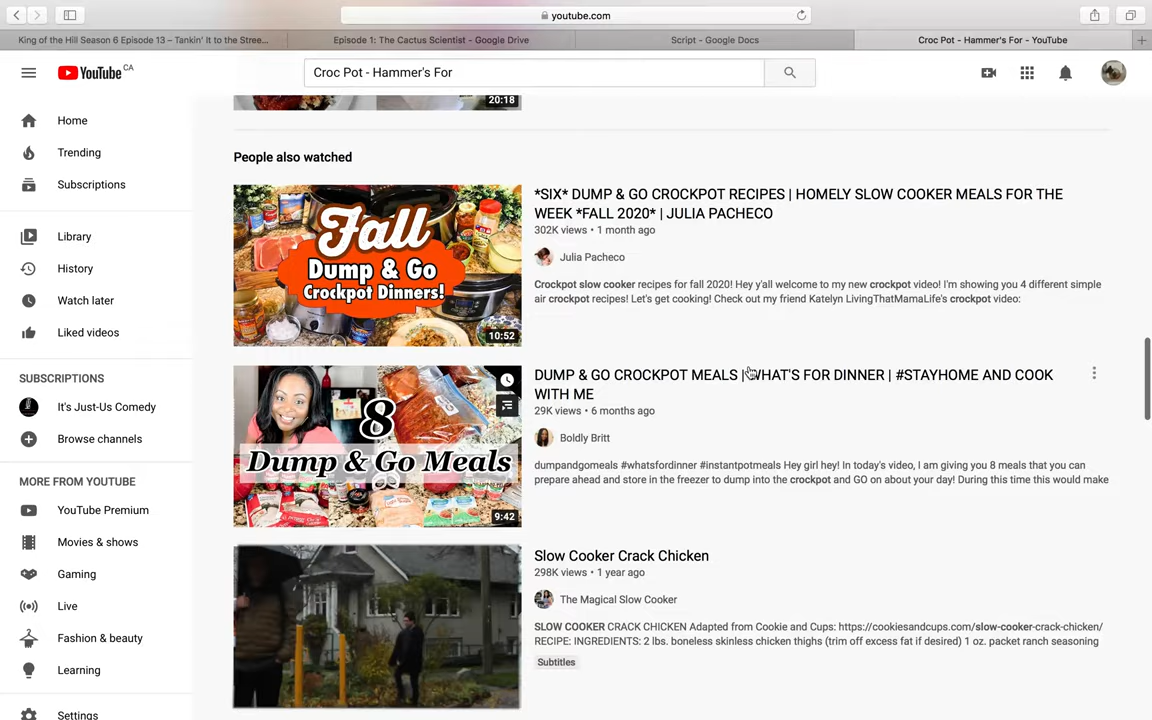 youtube.com
King of the Hill Season 6 Episode 13 – Tankin' It to the Stree...
Episode 1: The Cactus Scientist - Google Drive
Script - Google Docs
Croc Pot - Hammer's For - YouTube
YouTube CA
Croc Pot - Hammer's For
Home
Trending
Subscriptions
Library
History
Watch later
Liked videos
SUBSCRIPTIONS
It's Just-Us Comedy
Browse channels
MORE FROM YOUTUBE
YouTube Premium
Movies & shows
Gaming
Live
Fashion & beauty
Learning
Settings
20:18
People also watched
Fall
Dump & Go
Crockpot Dinners!
10:52
*SIX* DUMP & GO CROCKPOT RECIPES | HOMELY SLOW COOKER MEALS FOR THE
WEEK *FALL 2020* | JULIA PACHECO
302K views • 1 month ago
Julia Pacheco
Crockpot slow cooker recipes for fall 2020! Hey y'all welcome to my new crockpot video! I'm showing you 4 different simple
air crockpot recipes! Let's get cooking! Check out my friend Katelyn LivingThatMamaLife's crockpot video:
8
Dump & Go Meals
9:42
DUMP & GO CROCKPOT MEALS | WHAT'S FOR DINNER | #STAYHOME AND COOK
WITH ME
29K views • 6 months ago
Boldly Britt
dumpandgomeals #whatsfordinner #instantpotmeals Hey girl hey! In today's video, I am giving you 8 meals that you can
prepare ahead and store in the freezer to dump into the crockpot and GO on about your day! During this time this would make
Slow Cooker Crack Chicken
298K views • 1 year ago
The Magical Slow Cooker
SLOW COOKER CRACK CHICKEN Adapted from Cookie and Cups: https://cookiesandcups.com/slow-cooker-crack-chicken/
RECIPE: INGREDIENTS: 2 lbs. boneless skinless chicken thighs (trim off excess fat if desired) 1 oz. packet ranch seasoning
Subtitles